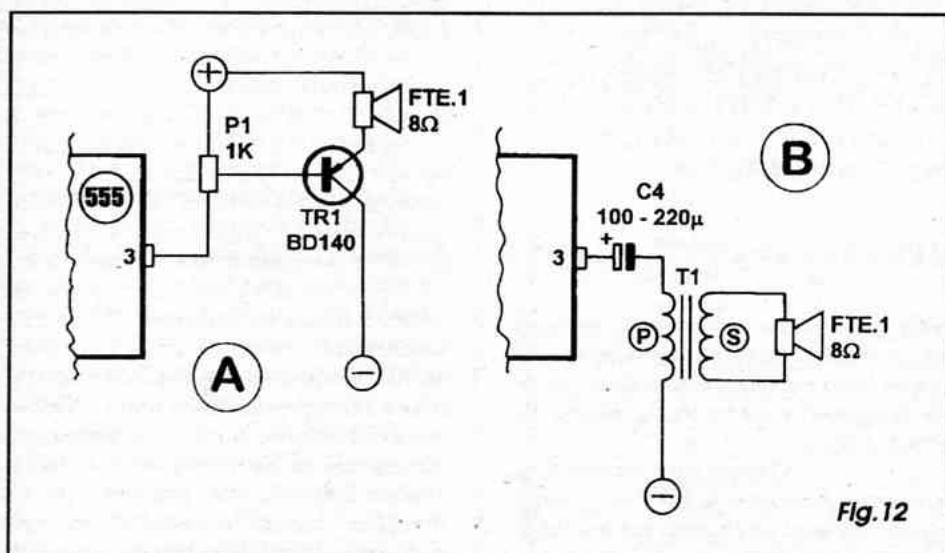 +
P1
1K
555
3
TR1
BD140
FTE.1
8Ω
−
A
B
C4
100 - 220µ
+
3
T1
P
S
FTE.1
8Ω
−
Fig.12